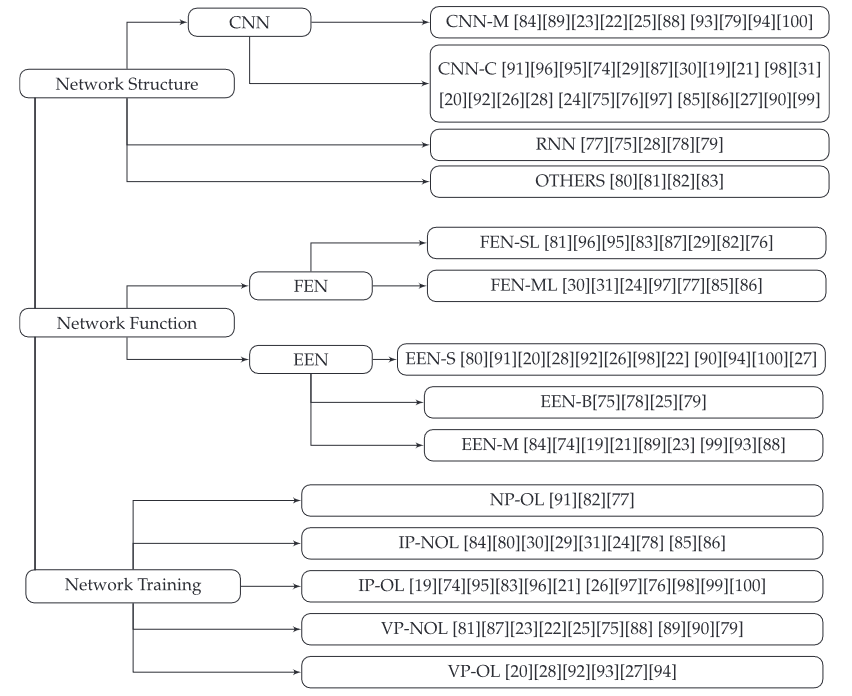 CNN
CNN-M [84][89][23][22][25][88] [93][79][94][100]
Network Structure
CNN-C [91][96][95][74][29][87][30][19][21] [98][31]
[20][92][26][28] [24][75][76][97] [85][86][27][90][99]
RNN [77][75][28][78][79]
OTHERS [80][81][82][83]
FEN-SL [81][96][95][83][87][29][82][76]
FEN
FEN-ML [30][31][24][97][77][85][86]
Network Function
EEN
EEN-S [80][91][20][28][92][26][98][22] [90][94][100][27]
EEN-B[75][78][25][79]
EEN-M [84][74][19][21][89][23] [99][93][88]
NP-OL [91][82][77]
IP-NOL [84][80][30][29][31][24][78] [85][86]
Network Training
IP-OL [19][74][95][83][96][21] [26][97][76][98][99][100]
VP-NOL [81][87][23][22][25][75][88] [89][90][79]
VP-OL [20][28][92][93][27][94]